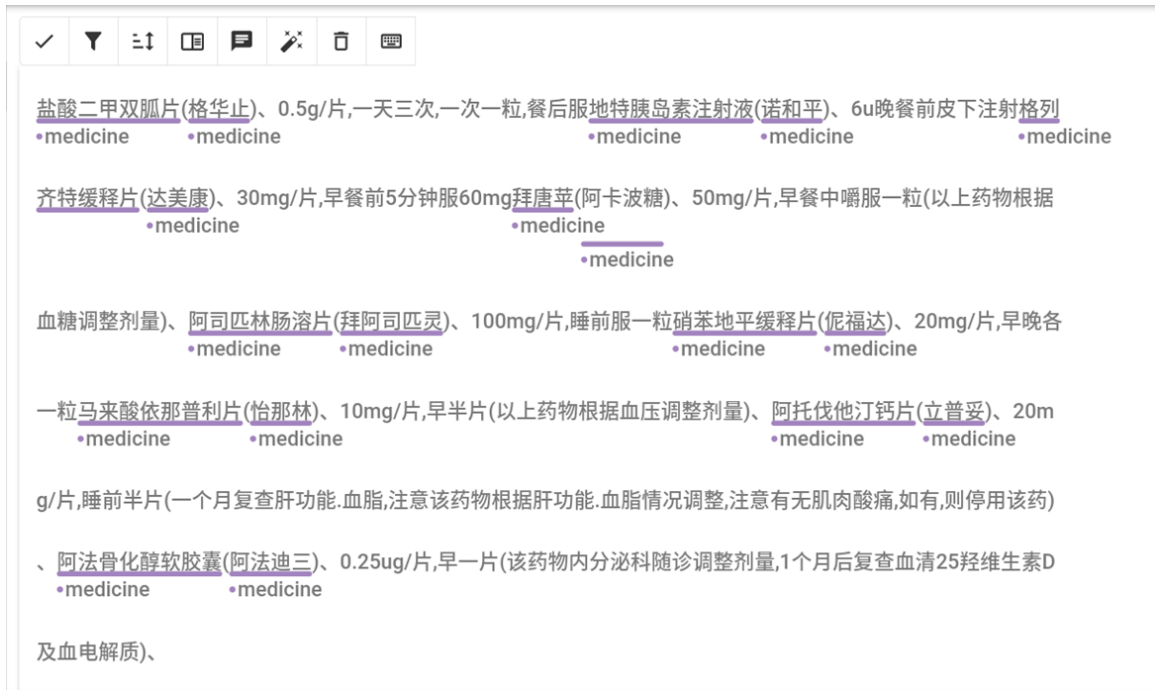 盐酸二甲双胍片(格华止)、0.5g/片,一天三次,一次一粒,餐后服地特胰岛素注射液(诺和平)、6u晚餐前皮下注射格列
•medicine •medicine •medicine •medicine •medicine
齐特缓释片(达美康)、30mg/片,早餐前5分钟服60mg拜唐苹(阿卡波糖)、50mg/片,早餐中嚼服一粒(以上药物根据
•medicine •medicine
•medicine
血糖调整剂量)、阿司匹林肠溶片(拜阿司匹灵)、100mg/片,睡前服一粒硝苯地平缓释片(伲福达)、20mg/片,早晚各
•medicine •medicine •medicine •medicine
一粒马来酸依那普利片(怡那林)、10mg/片,早半片(以上药物根据血压调整剂量)、阿托伐他汀钙片(立普妥)、20m
•medicine •medicine •medicine •medicine
g/片,睡前半片(一个月复查肝功能.血脂,注意该药物根据肝功能.血脂情况调整,注意有无肌肉酸痛,如有,则停用该药)
、阿法骨化醇软胶囊(阿法迪三)、0.25ug/片,早一片(该药物内分泌科随诊调整剂量,1个月后复查血清25羟维生素D
•medicine •medicine
及血电解质)、